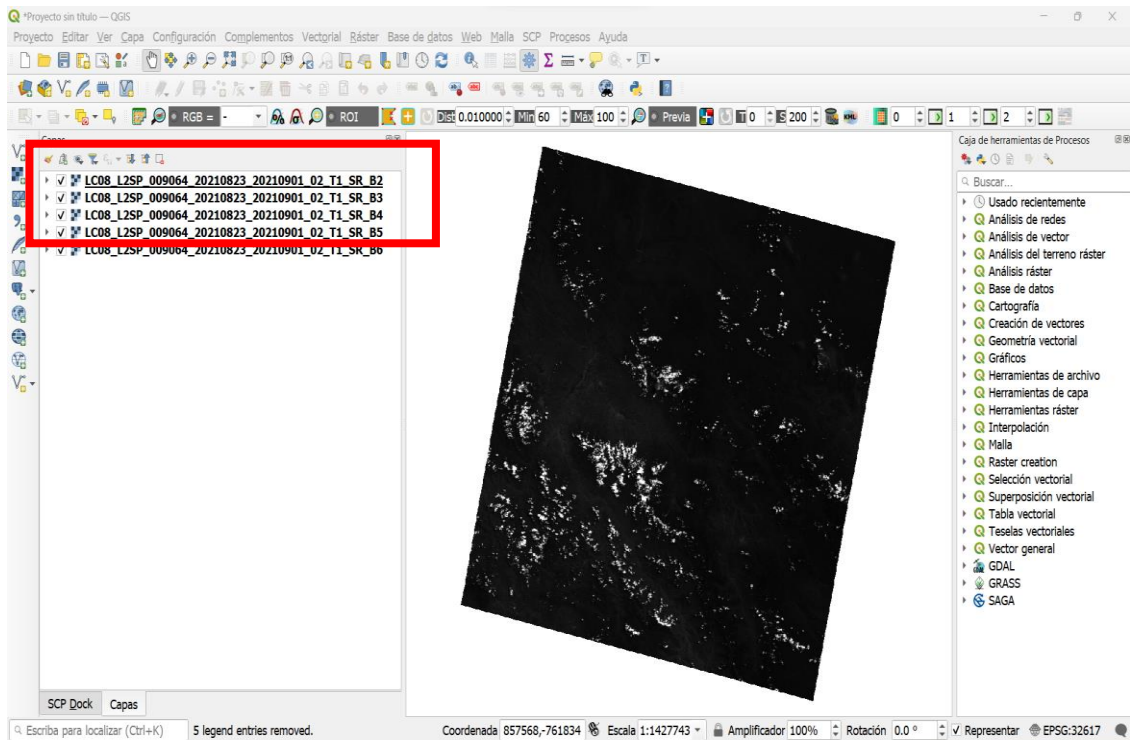 *Proyecto sin título — QGIS
Proyecto Editar Ver Capa Configuración Complementos Vectorial Ráster Base de datos Web Malla SCP Procesos Ayuda
RGB = - ROI Dist 0.010000 Min 60 Máx 100 Previa T 0 S 200 0 1 2
Capas
LC08_L2SP_009064_20210823_20210901_02_T1_SR_B2
LC08_L2SP_009064_20210823_20210901_02_T1_SR_B3
LC08_L2SP_009064_20210823_20210901_02_T1_SR_B4
LC08_L2SP_009064_20210823_20210901_02_T1_SR_B5
LC08_L2SP_009064_20210823_20210901_02_T1_SR_B6
Caja de herramientas de Procesos
Buscar...
Usado recientemente
Análisis de redes
Análisis de vector
Análisis del terreno ráster
Análisis ráster
Base de datos
Cartografía
Creación de vectores
Geometría vectorial
Gráficos
Herramientas de archivo
Herramientas de capa
Herramientas ráster
Interpolación
Malla
Raster creation
Selección vectorial
Superposición vectorial
Tabla vectorial
Teselas vectoriales
Vector general
GDAL
GRASS
SAGA
SCP Dock Capas
Escriba para localizar (Ctrl+K) 5 legend entries removed. Coordenada 857568,-761834 Escala 1:1427743 Amplificador 100% Rotación 0.0 ° Representar EPSG:32617